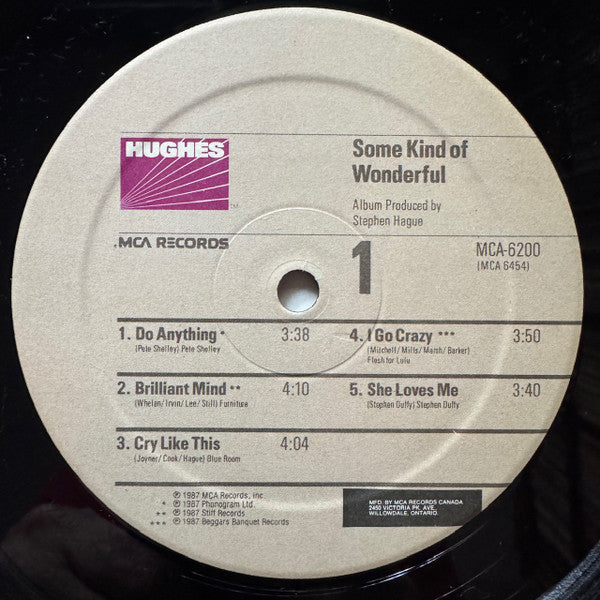 HUGHES
TM
Some Kind of
Wonderful
Album Produced by
Stephen Hague
MCA RECORDS
1
MCA-6200
(MCA 6454)
1. Do Anything * 3:38
(Pete Shelley) Pete Shelley
2. Brilliant Mind ** 4:10
(Whelan/Irvin/Lee/Still) Furniture
3. Cry Like This 4:04
(Joyner/Cook/Hague) Blue Room
4. I Go Crazy *** 3:50
(Mitchell/Mills/Marsh/Barker)
Flesh for Lulu
5. She Loves Me 3:40
(Stephen Duffy) Stephen Duffy
℗ 1987 MCA Records, Inc.
* ℗ 1987 Phonogram Ltd.
** ℗ 1987 Stiff Records
*** ℗ 1987 Beggars Banquet Records
MFD. BY MCA RECORDS CANADA
2450 VICTORIA PK. AVE.
WILLOWDALE, ONTARIO.